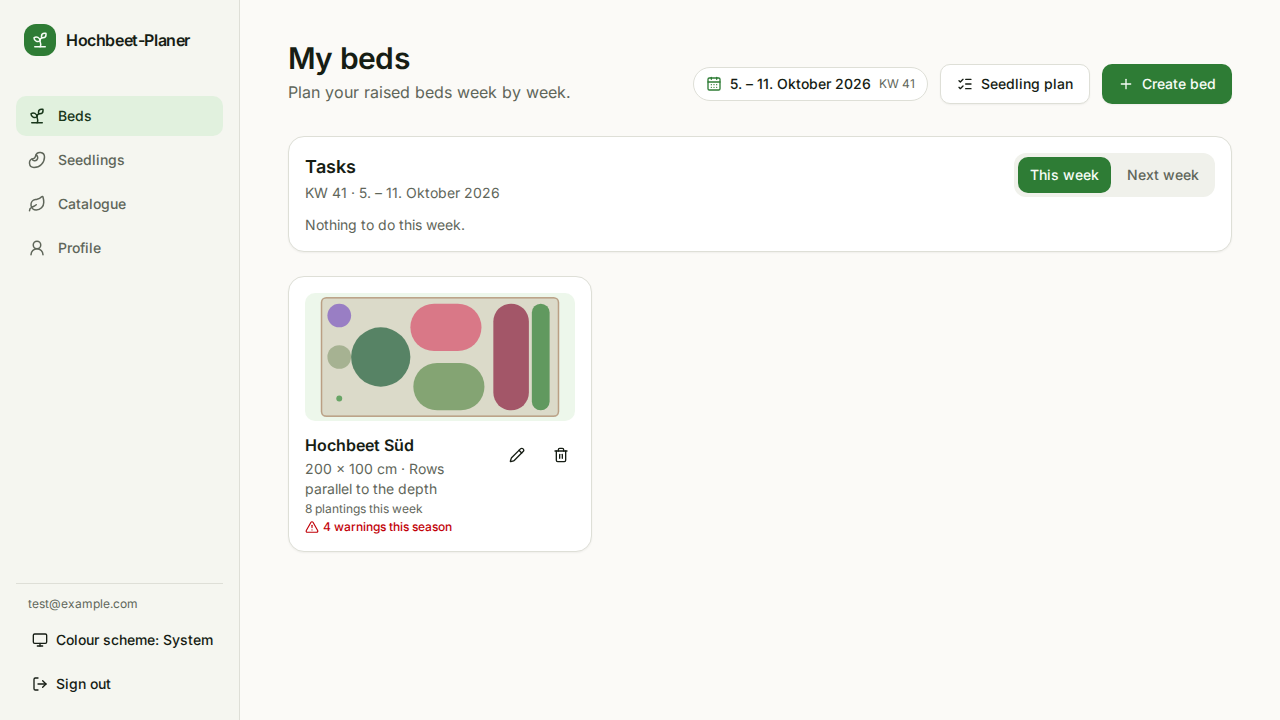 Hochbeet-Planer
Beds
Seedlings
Catalogue
Profile
test@example.com
Colour scheme: System
Sign out
My beds
Plan your raised beds week by week.
5. – 11. Oktober 2026 KW 41
Seedling plan
Create bed
Tasks
KW 41 · 5. – 11. Oktober 2026
This week
Next week
Nothing to do this week.
Hochbeet Süd
200 × 100 cm · Rows
parallel to the depth
8 plantings this week
4 warnings this season